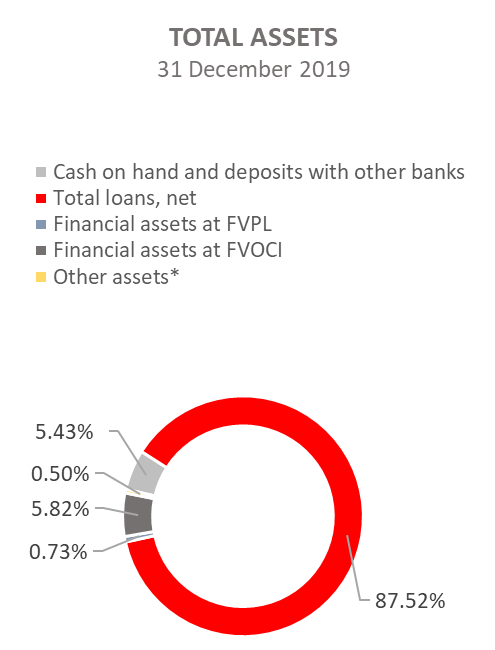 TOTAL ASSETS
31 December 2019
Cash on hand and deposits with other banks
Total loans, net
Financial assets at FVPL
Financial assets at FVOCI
Other assets*
5.43%
0.50%
5.82%
0.73%
87.52%